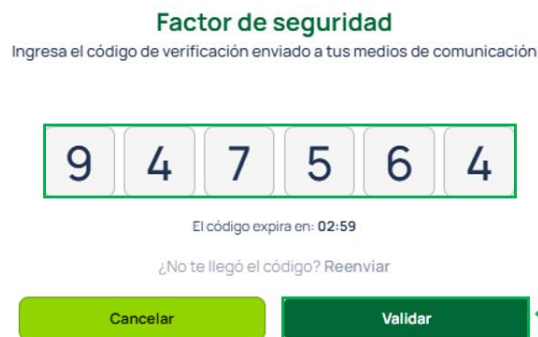 Factor de seguridad
Ingresa el código de verificación enviado a tus medios de comunicación
9 4 7 5 6 4
El código expira en: 02:59
¿No te llegó el código? Reenviar
Cancelar Validar